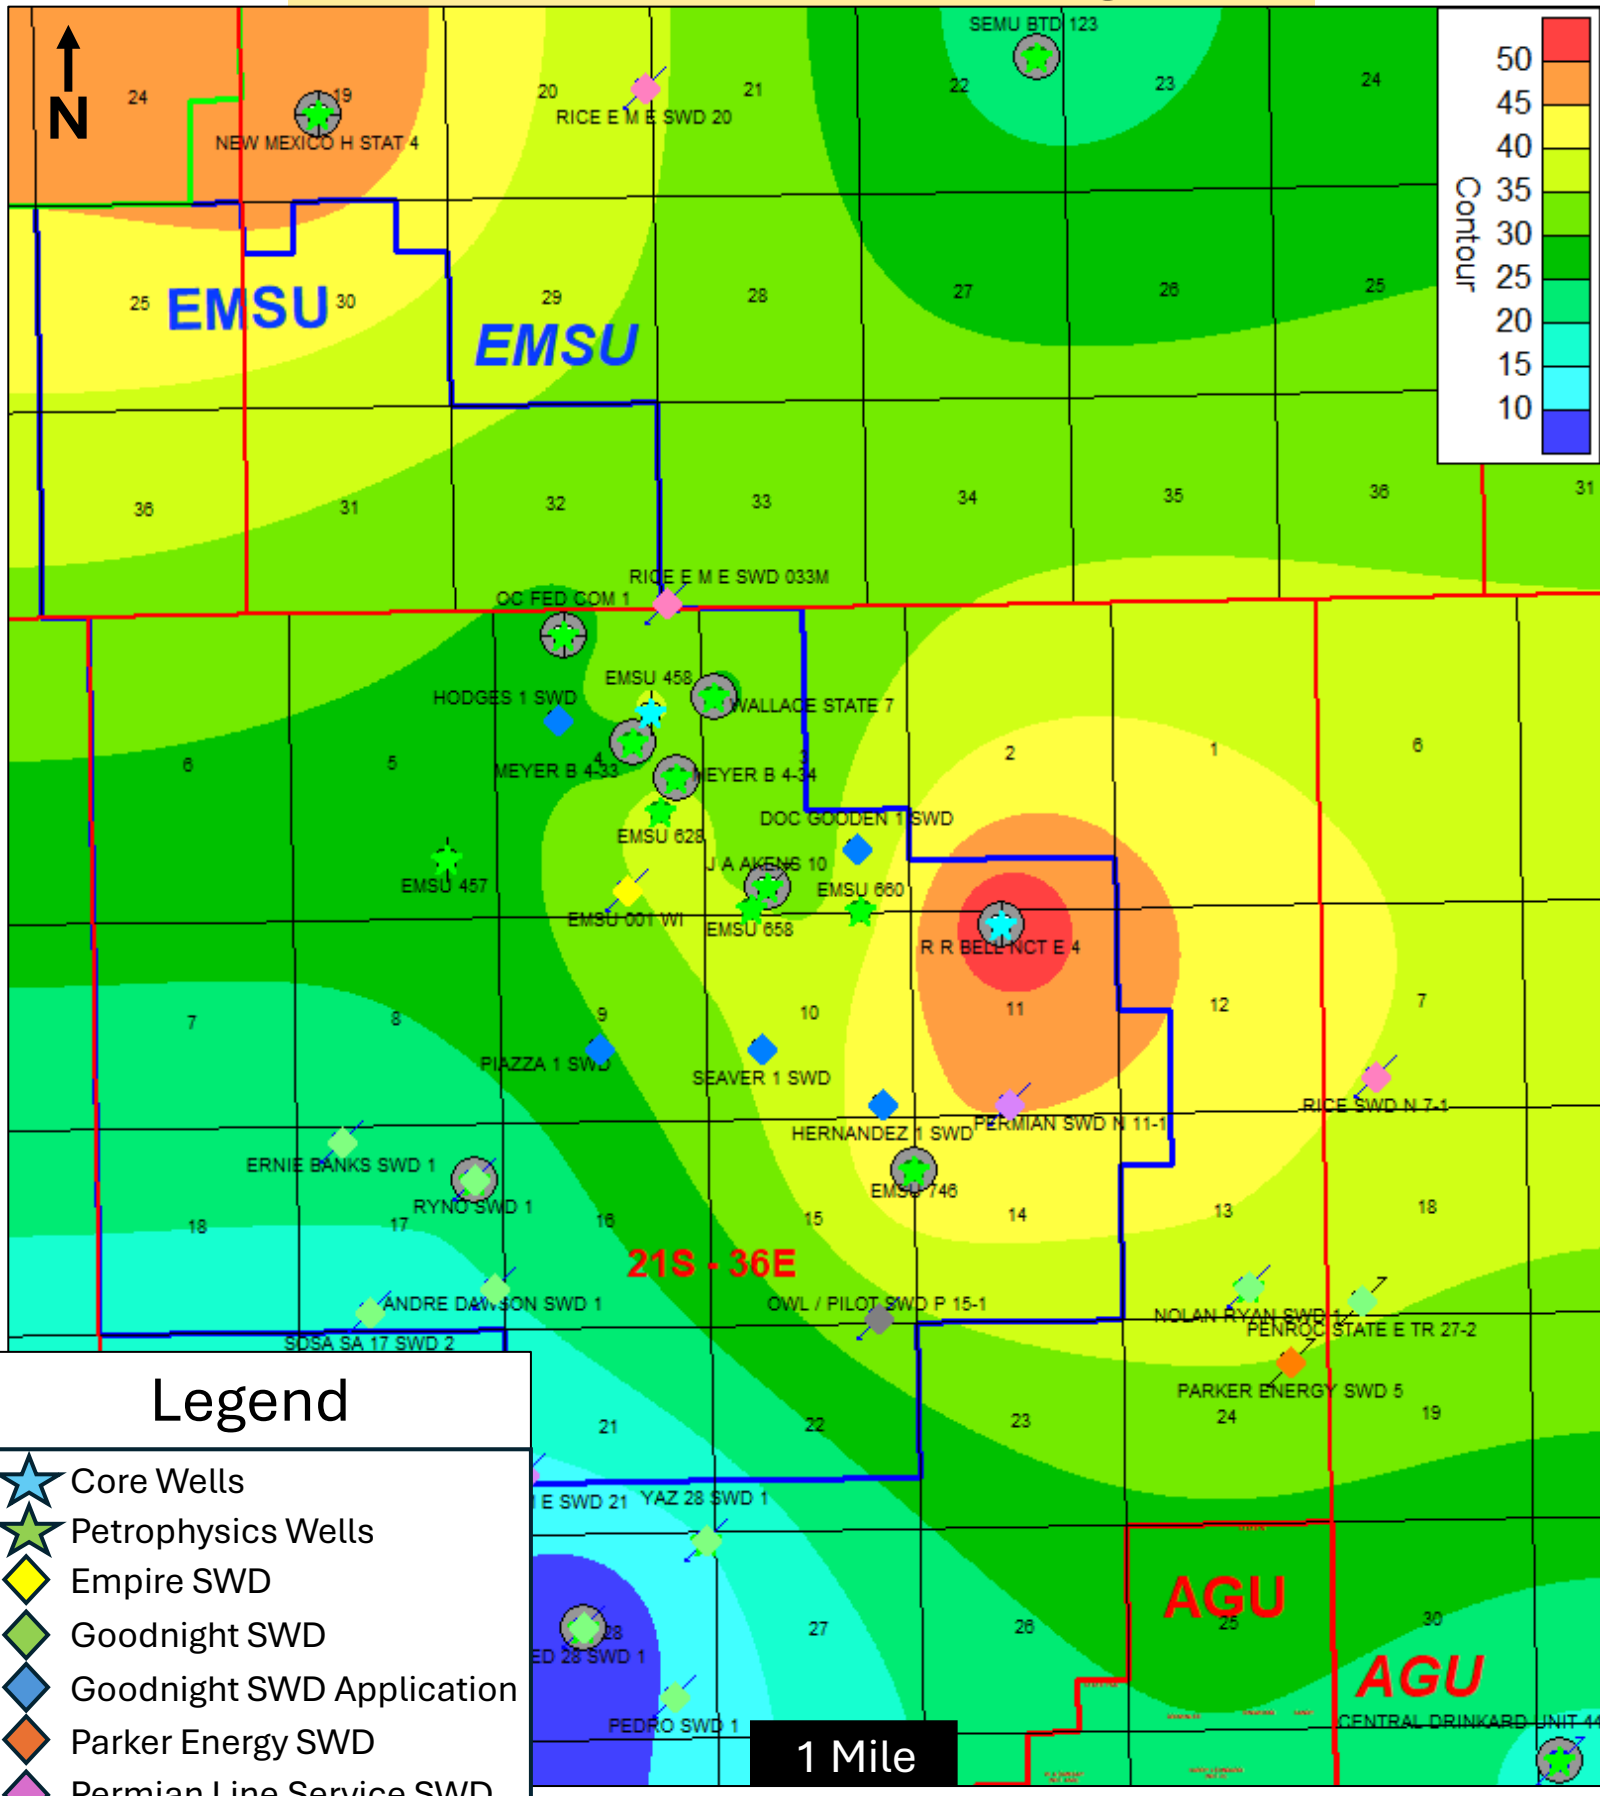 SEMU BTD 123
N
24
19
20
21
22
23
24
NEW MEXICO H STAT 4
RICE E M E SWD 20
50
45
40
35
30
25
20
15
10
Contour
25
EMSU
30
29
EMSU
28
27
26
25
36
31
32
33
34
35
36
31
RICE E M E SWD 033M
OC FED COM 1
EMSU 458
HODGES 1 SWD
WALLACE STATE 7
6
5
4
3
2
1
6
MEYER B 4-33
MEYER B 4-34
DOC GOODEN 1 SWD
EMSU 628
J A AKENS 10
EMSU 457
EMSU 660
EMSU 001 WI
EMSU 658
R R BELL NCT E 4
7
8
9
10
11
12
7
PIAZZA 1 SWD
SEAVER 1 SWD
RICE SWD N 7-1
HERNANDEZ 1 SWD
PERMIAN SWD N 11-1
ERNIE BANKS SWD 1
RYNO SWD 1
EMSU 746
18
17
16
15
14
13
18
21S - 36E
ANDRE DAWSON SWD 1
OWL / PILOT SWD P 15-1
NOLAN RYAN SWD 1
PENROC STATE E TR 27-2
SOSA SA 17 SWD 2
PARKER ENERGY SWD 5
21
22
23
24
19
E SWD 21
YAZ 28 SWD 1
28
27
26
25
30
AGU
AGU
ED 28 SWD 1
PEDRO SWD 1
CENTRAL DRINKARD UNIT 44
1 Mile
Legend
Core Wells
Petrophysics Wells
Empire SWD
Goodnight SWD
Goodnight SWD Application
Parker Energy SWD
Permian Line Service SWD